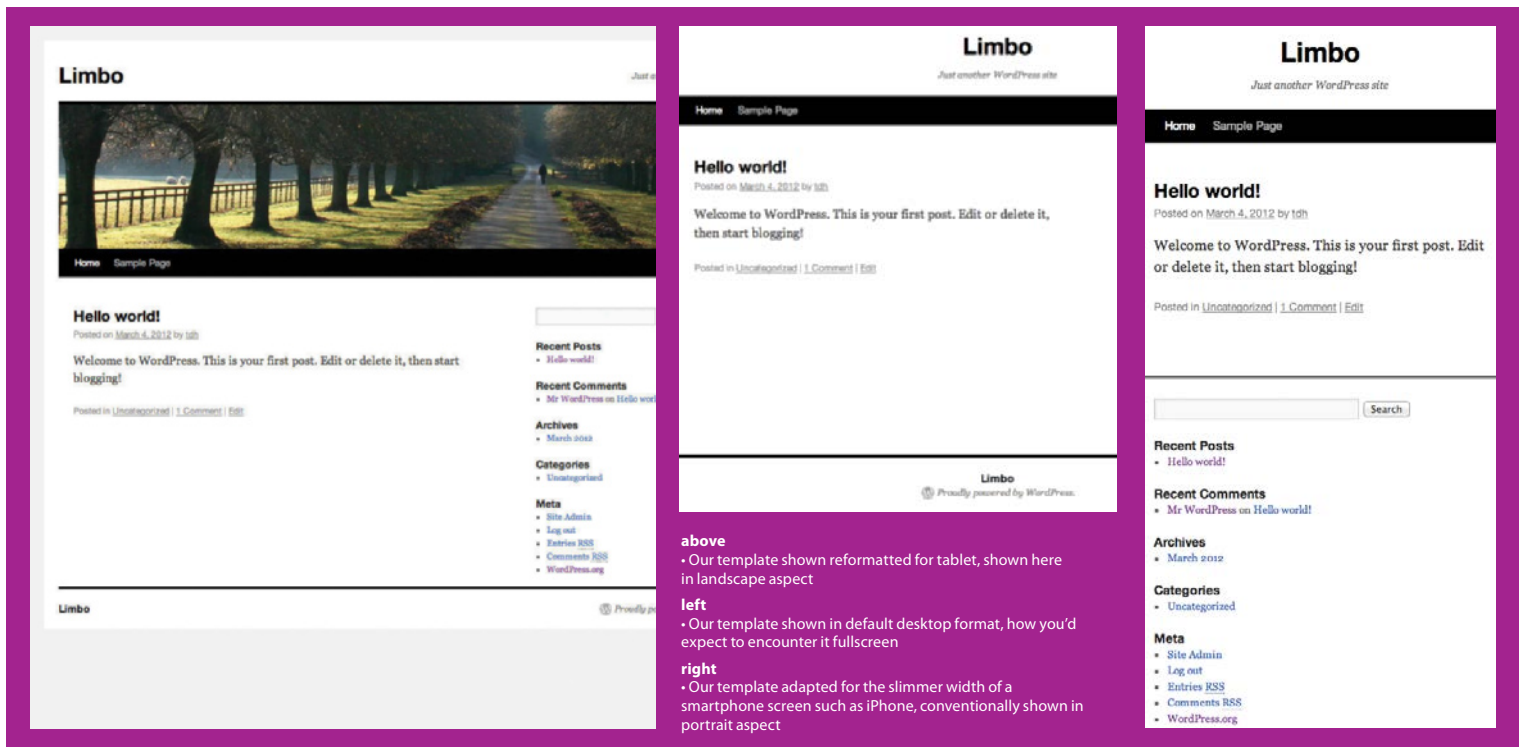 Limbo
Just a
Home Sample Page
Hello world!
Posted on March 4, 2012 by tdh
Welcome to WordPress. This is your first post. Edit or delete it, then start
blogging!
Posted in Uncategorized | 1 Comment | Edit
Recent Posts
• Hello world!
Recent Comments
• Mr WordPress on Hello worl
Archives
• March 2012
Categories
• Uncategorized
Meta
• Site Admin
• Log out
• Entries RSS
• Comments RSS
• WordPress.org
Limbo
Proudly po
Limbo
Just another WordPress site
Home Sample Page
Hello world!
Posted on March 4, 2012 by tdh
Welcome to WordPress. This is your first post. Edit or delete it,
then start blogging!
Posted in Uncategorized | 1 Comment | Edit
Limbo
Proudly powered by WordPress.
above
• Our template shown reformatted for tablet, shown here
in landscape aspect
left
• Our template shown in default desktop format, how you’d
expect to encounter it fullscreen
right
• Our template adapted for the slimmer width of a
smartphone screen such as iPhone, conventionally shown in
portrait aspect
Limbo
Just another WordPress site
Home Sample Page
Hello world!
Posted on March 4, 2012 by tdh
Welcome to WordPress. This is your first post. Edit
or delete it, then start blogging!
Posted in Uncategorized | 1 Comment | Edit
Search
Recent Posts
• Hello world!
Recent Comments
• Mr WordPress on Hello world!
Archives
• March 2012
Categories
• Uncategorized
Meta
• Site Admin
• Log out
• Entries RSS
• Comments RSS
• WordPress.org